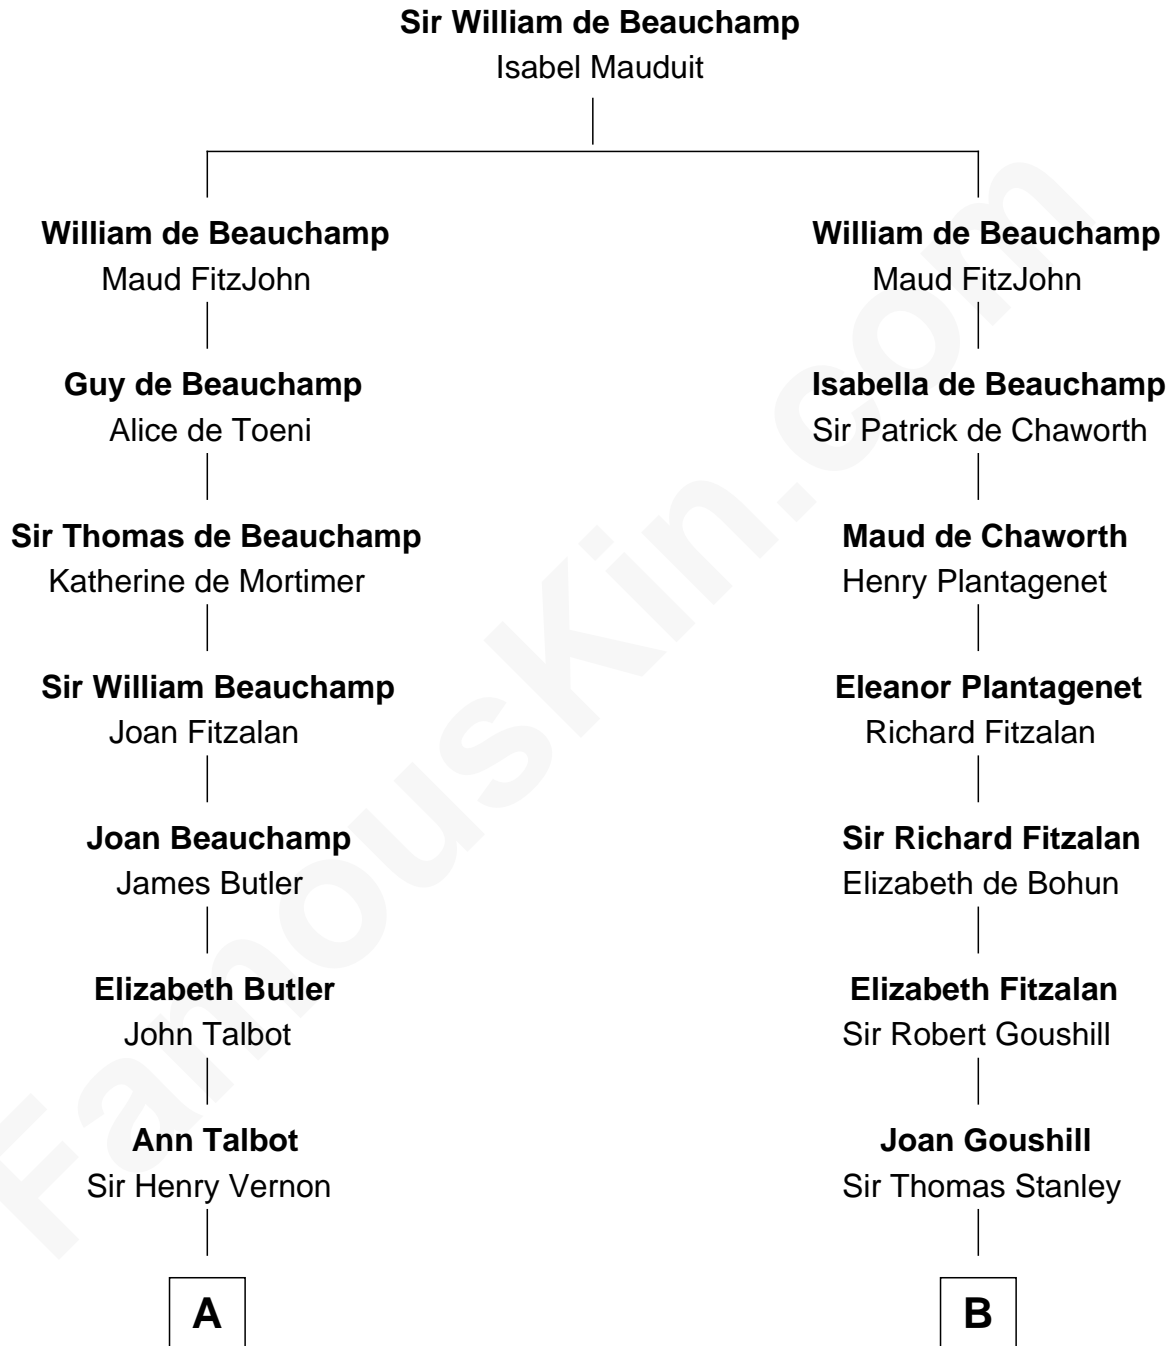 Sir William de Beauchamp
Isabel Mauduit
William de Beauchamp
Maud FitzJohn
Guy de Beauchamp
Alice de Toeni
Sir Thomas de Beauchamp
Katherine de Mortimer
Sir William Beauchamp
Joan Fitzalan
Joan Beauchamp
James Butler
Elizabeth Butler
John Talbot
Ann Talbot
Sir Henry Vernon
A
William de Beauchamp
Maud FitzJohn
Isabella de Beauchamp
Sir Patrick de Chaworth
Maud de Chaworth
Henry Plantagenet
Eleanor Plantagenet
Richard Fitzalan
Sir Richard Fitzalan
Elizabeth de Bohun
Elizabeth Fitzalan
Sir Robert Goushill
Joan Goushill
Sir Thomas Stanley
B
FamousKin.com